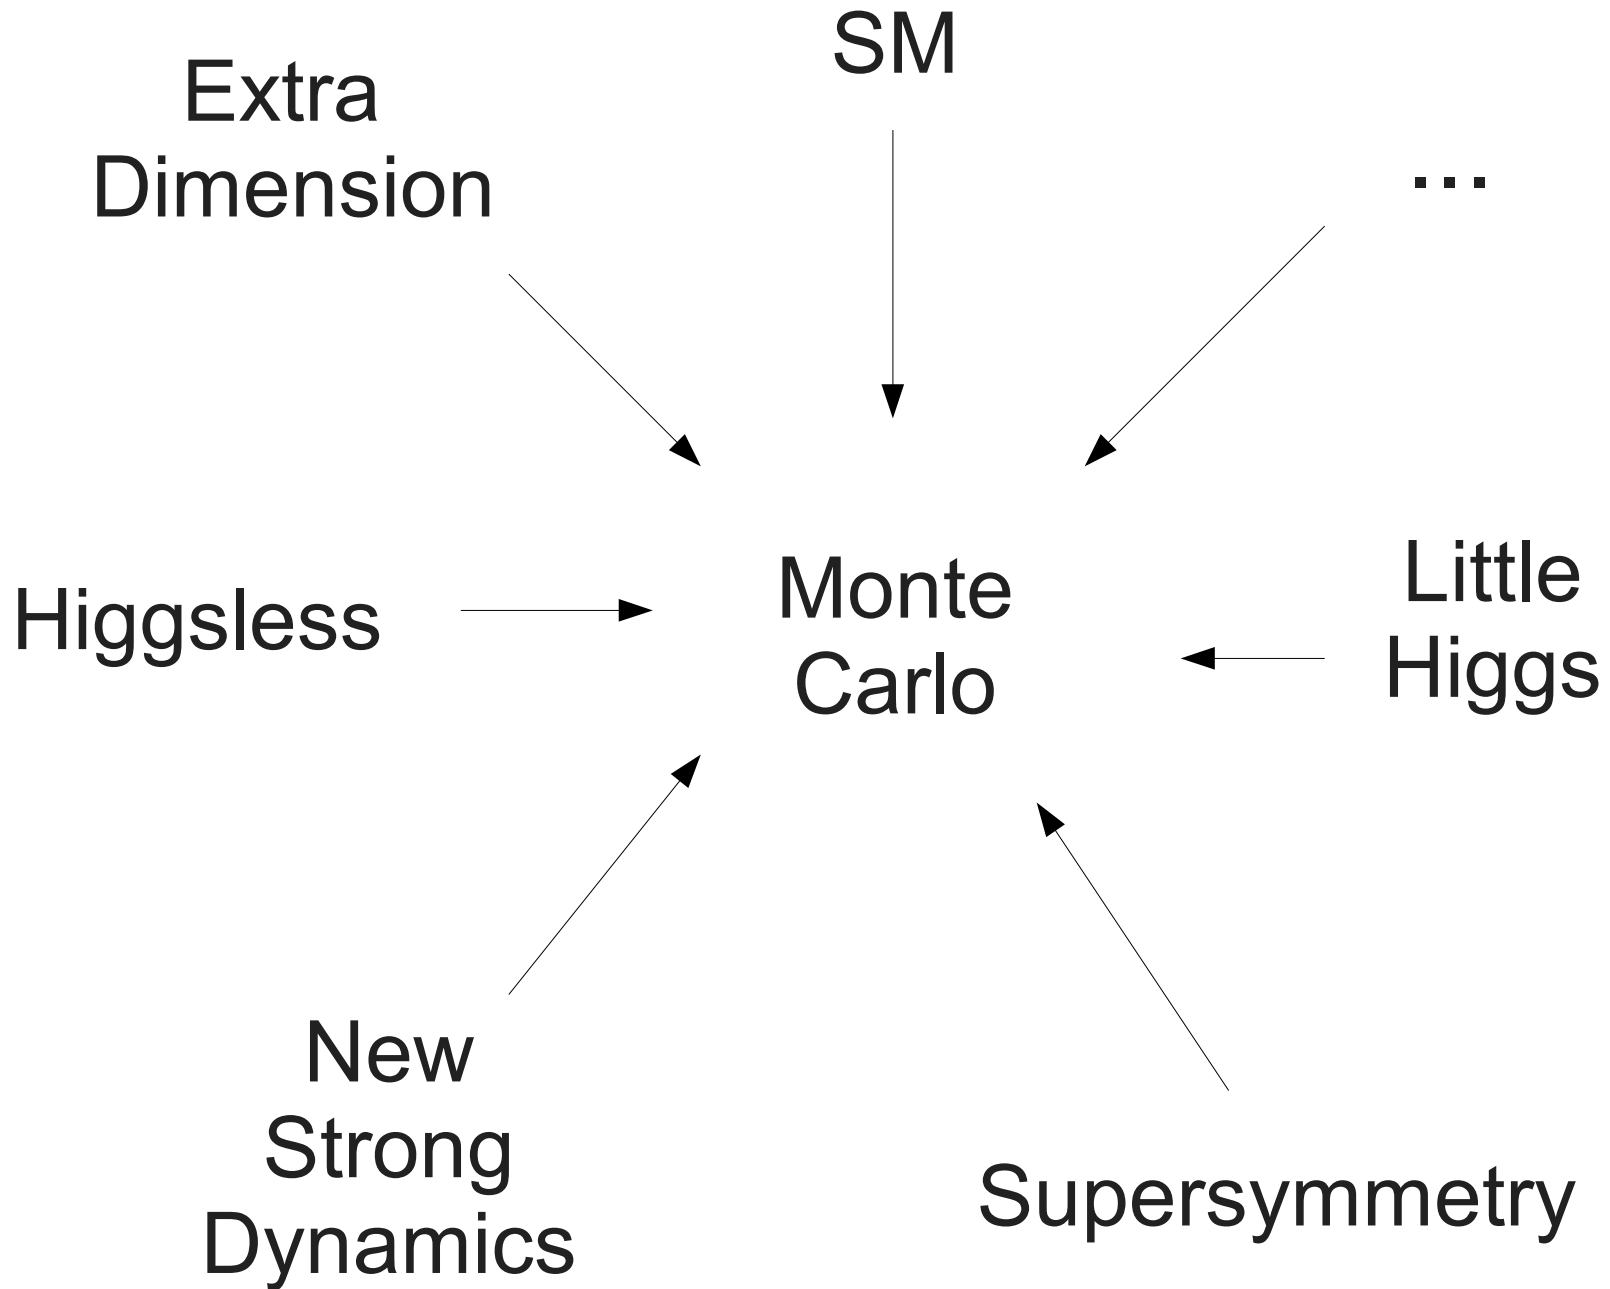 SM
Extra
Dimension
...
Higgsless
Monte
Carlo
Little
Higgs
New
Strong
Dynamics
Supersymmetry